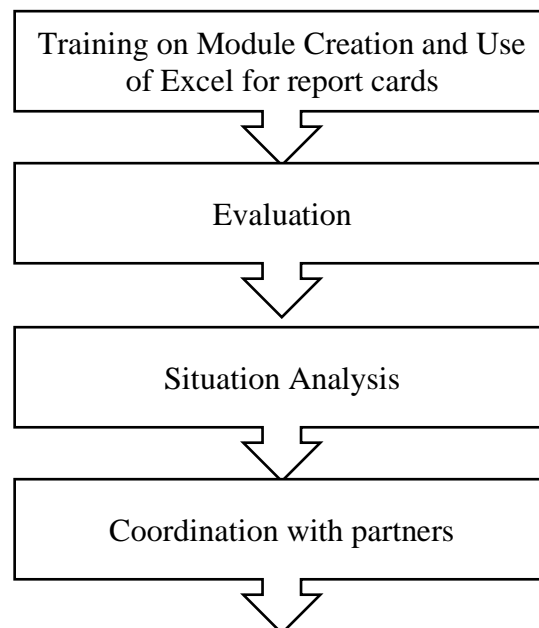 Training on Module Creation and Use
of Excel for report cards
Evaluation
Situation Analysis
Coordination with partners